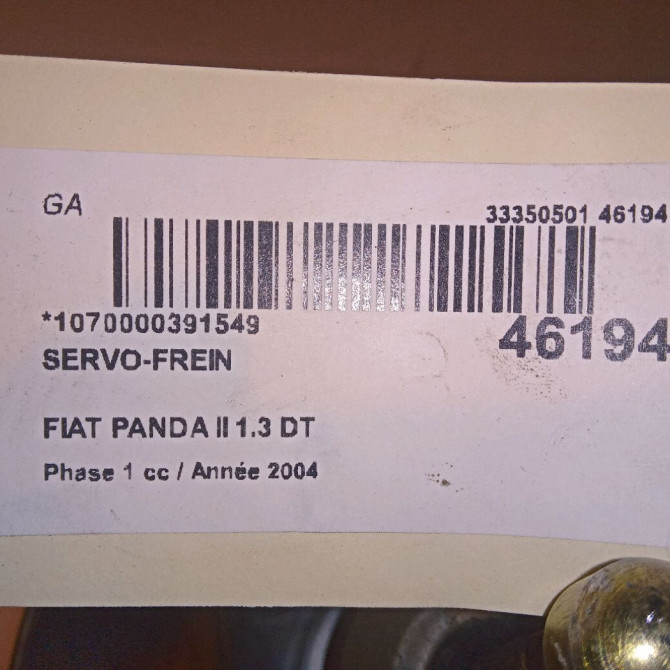 GA
33350501 46194
*1070000391549
46194
SERVO-FREIN
FIAT PANDA II 1.3 DT
Phase 1 cc / Année 2004